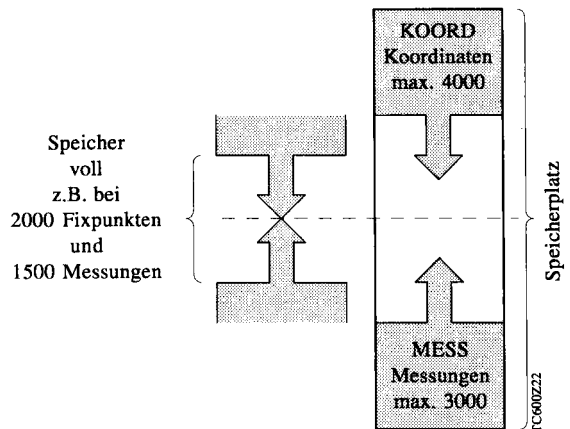 KOORD
Koordinaten
max. 4000
Speicher
voll
z.B. bei
2000 Fixpunkten
und
1500 Messungen
MESS
Messungen
max. 3000
Speicherplatz
TC600Z22